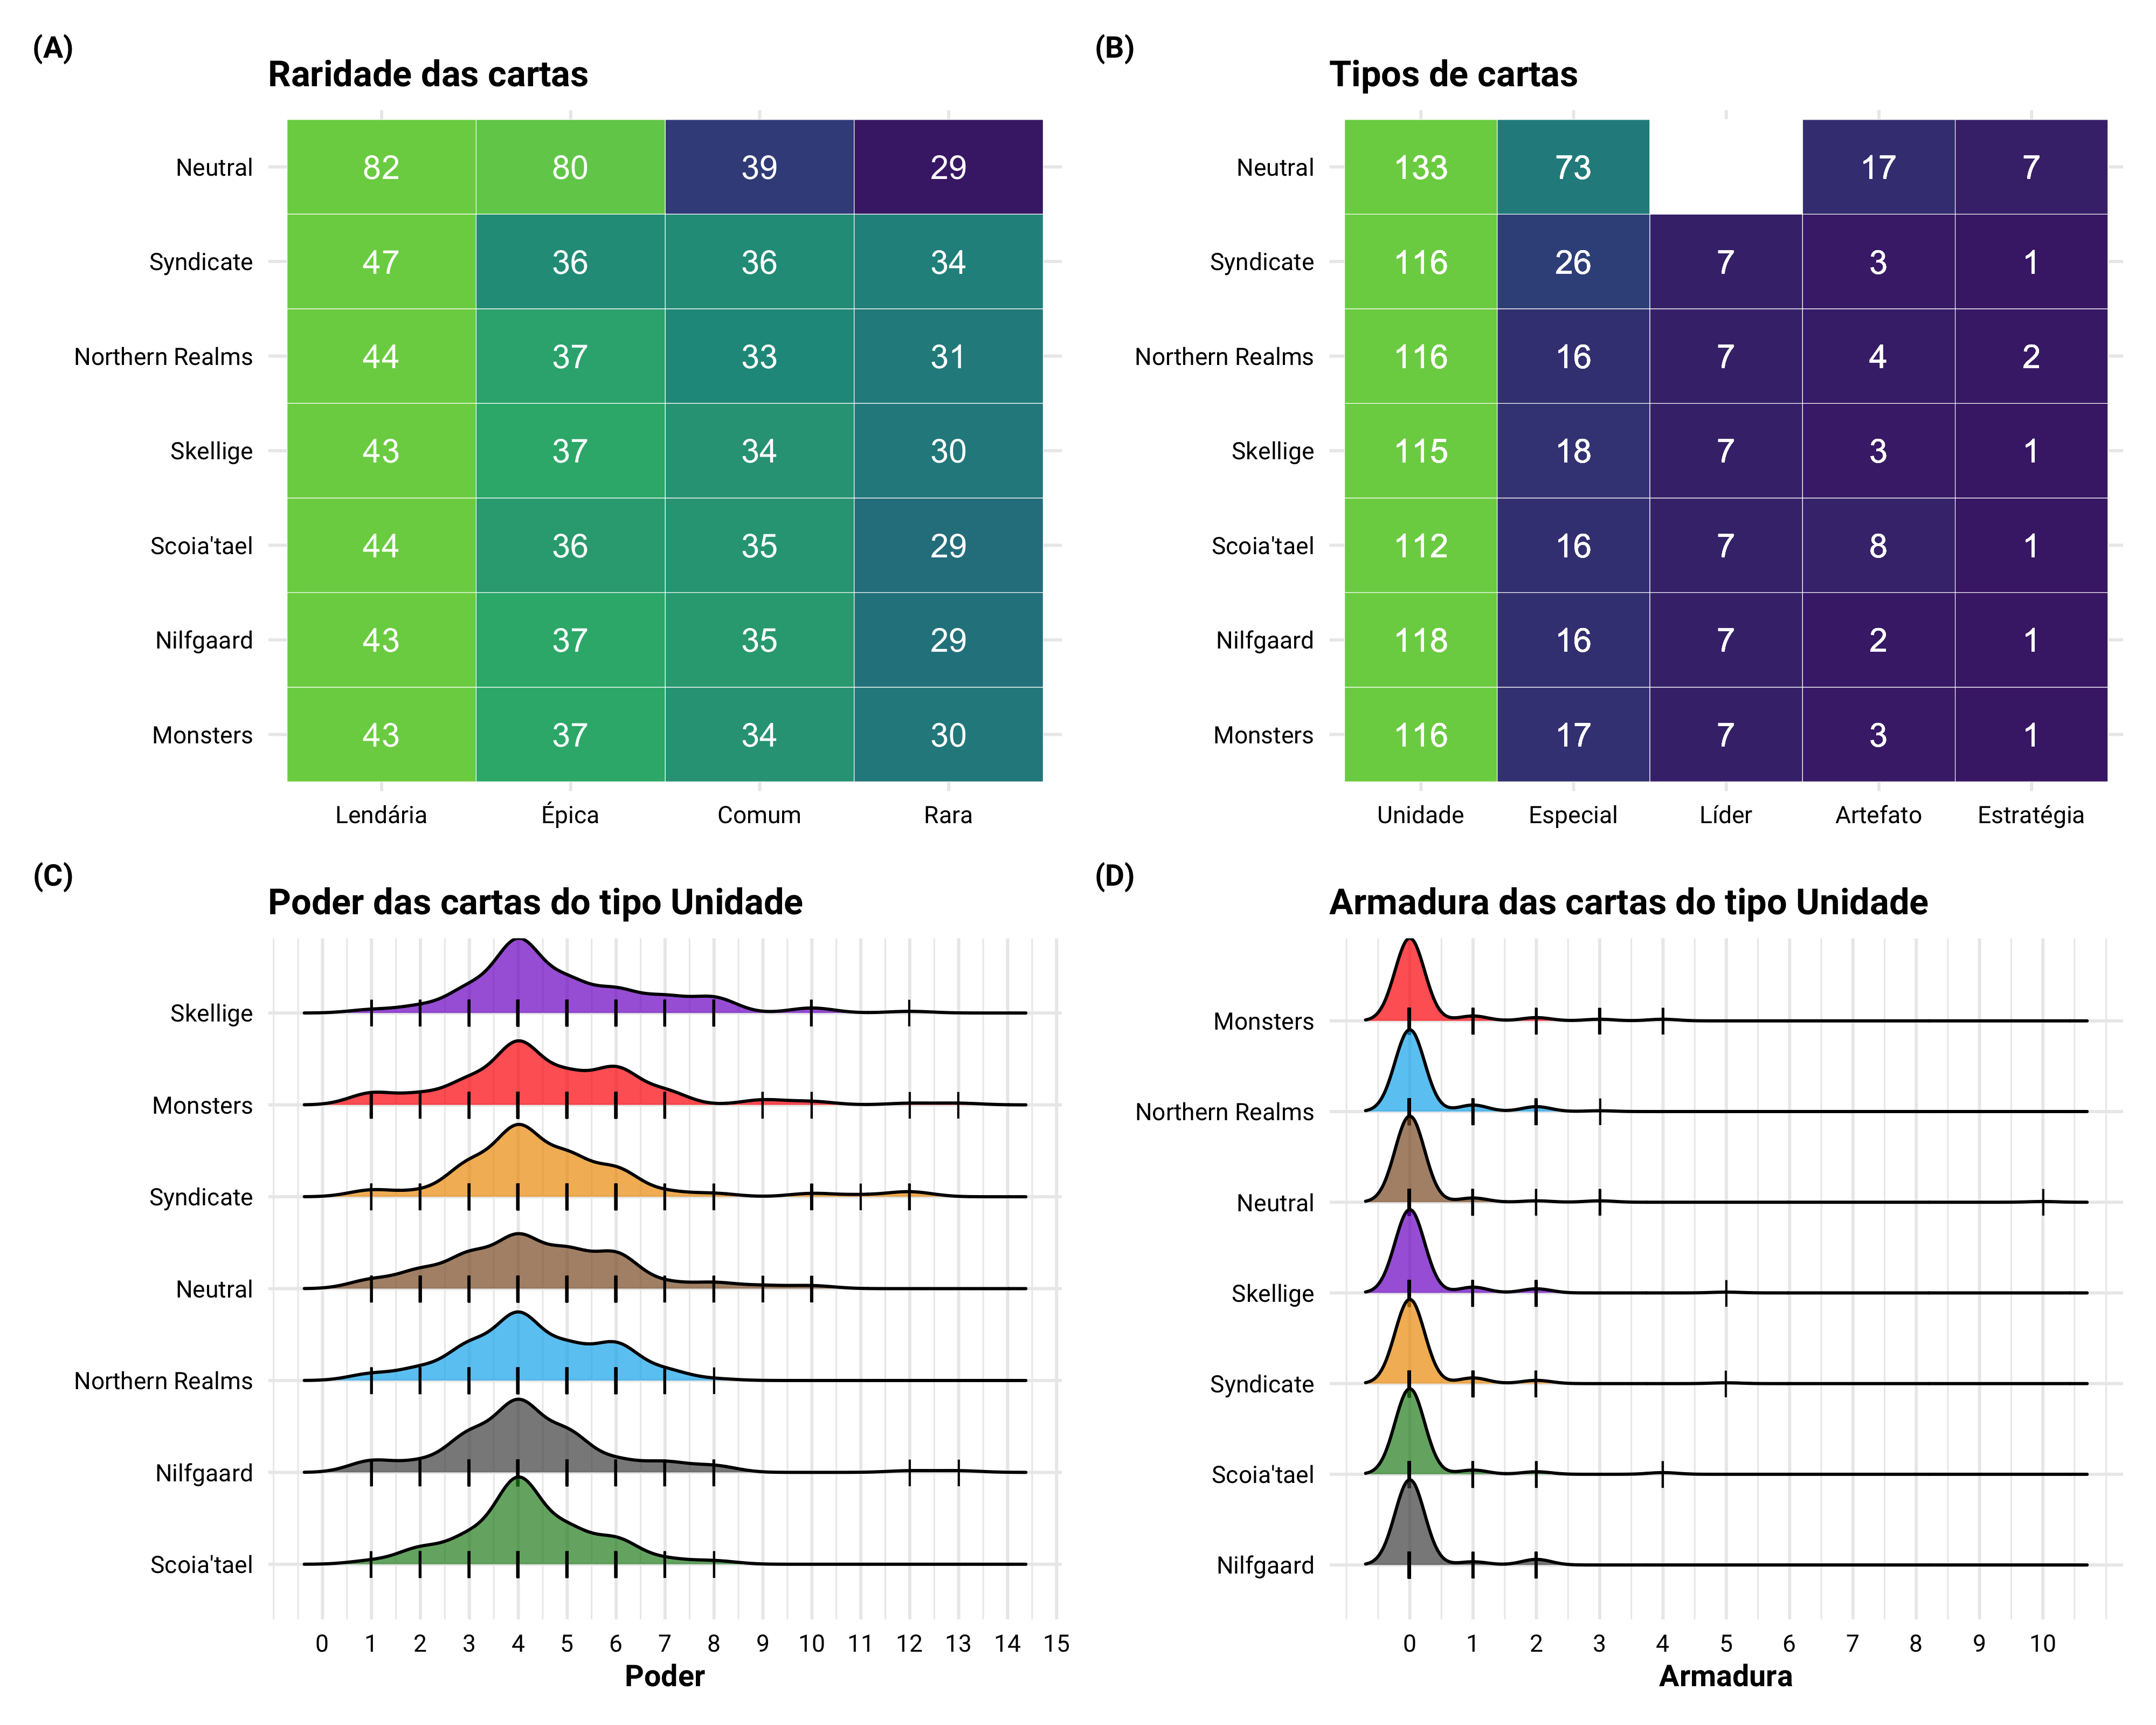 (A)
Raridade das cartas
Neutral 82 80 39 29
Syndicate 47 36 36 34
Northern Realms 44 37 33 31
Skellige 43 37 34 30
Scoia'tael 44 36 35 29
Nilfgaard 43 37 35 29
Monsters 43 37 34 30
Lendária Épica Comum Rara
(B)
Tipos de cartas
Neutral 133 73 17 7
Syndicate 116 26 7 3 1
Northern Realms 116 16 7 4 2
Skellige 115 18 7 3 1
Scoia'tael 112 16 7 8 1
Nilfgaard 118 16 7 2 1
Monsters 116 17 7 3 1
Unidade Especial Líder Artefato Estratégia
(C)
Poder das cartas do tipo Unidade
Skellige
Monsters
Syndicate
Neutral
Northern Realms
Nilfgaard
Scoia'tael
0 1 2 3 4 5 6 7 8 9 10 11 12 13 14 15
Poder
(D)
Armadura das cartas do tipo Unidade
Monsters
Northern Realms
Neutral
Skellige
Syndicate
Scoia'tael
Nilfgaard
0 1 2 3 4 5 6 7 8 9 10
Armadura